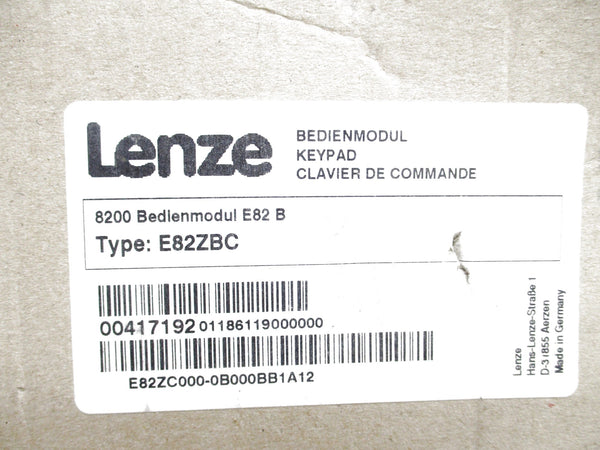 Lenze
BEDIENMODUL
KEYPAD
CLAVIER DE COMMANDE
8200 Bedienmodul E82 B
Type: E82ZBC
00417192 01186119000000
E82ZC000-0B000BB1A12
Lenze
Hans-Lenze-Straße 1
D-31855 Aerzen
Made in Germany